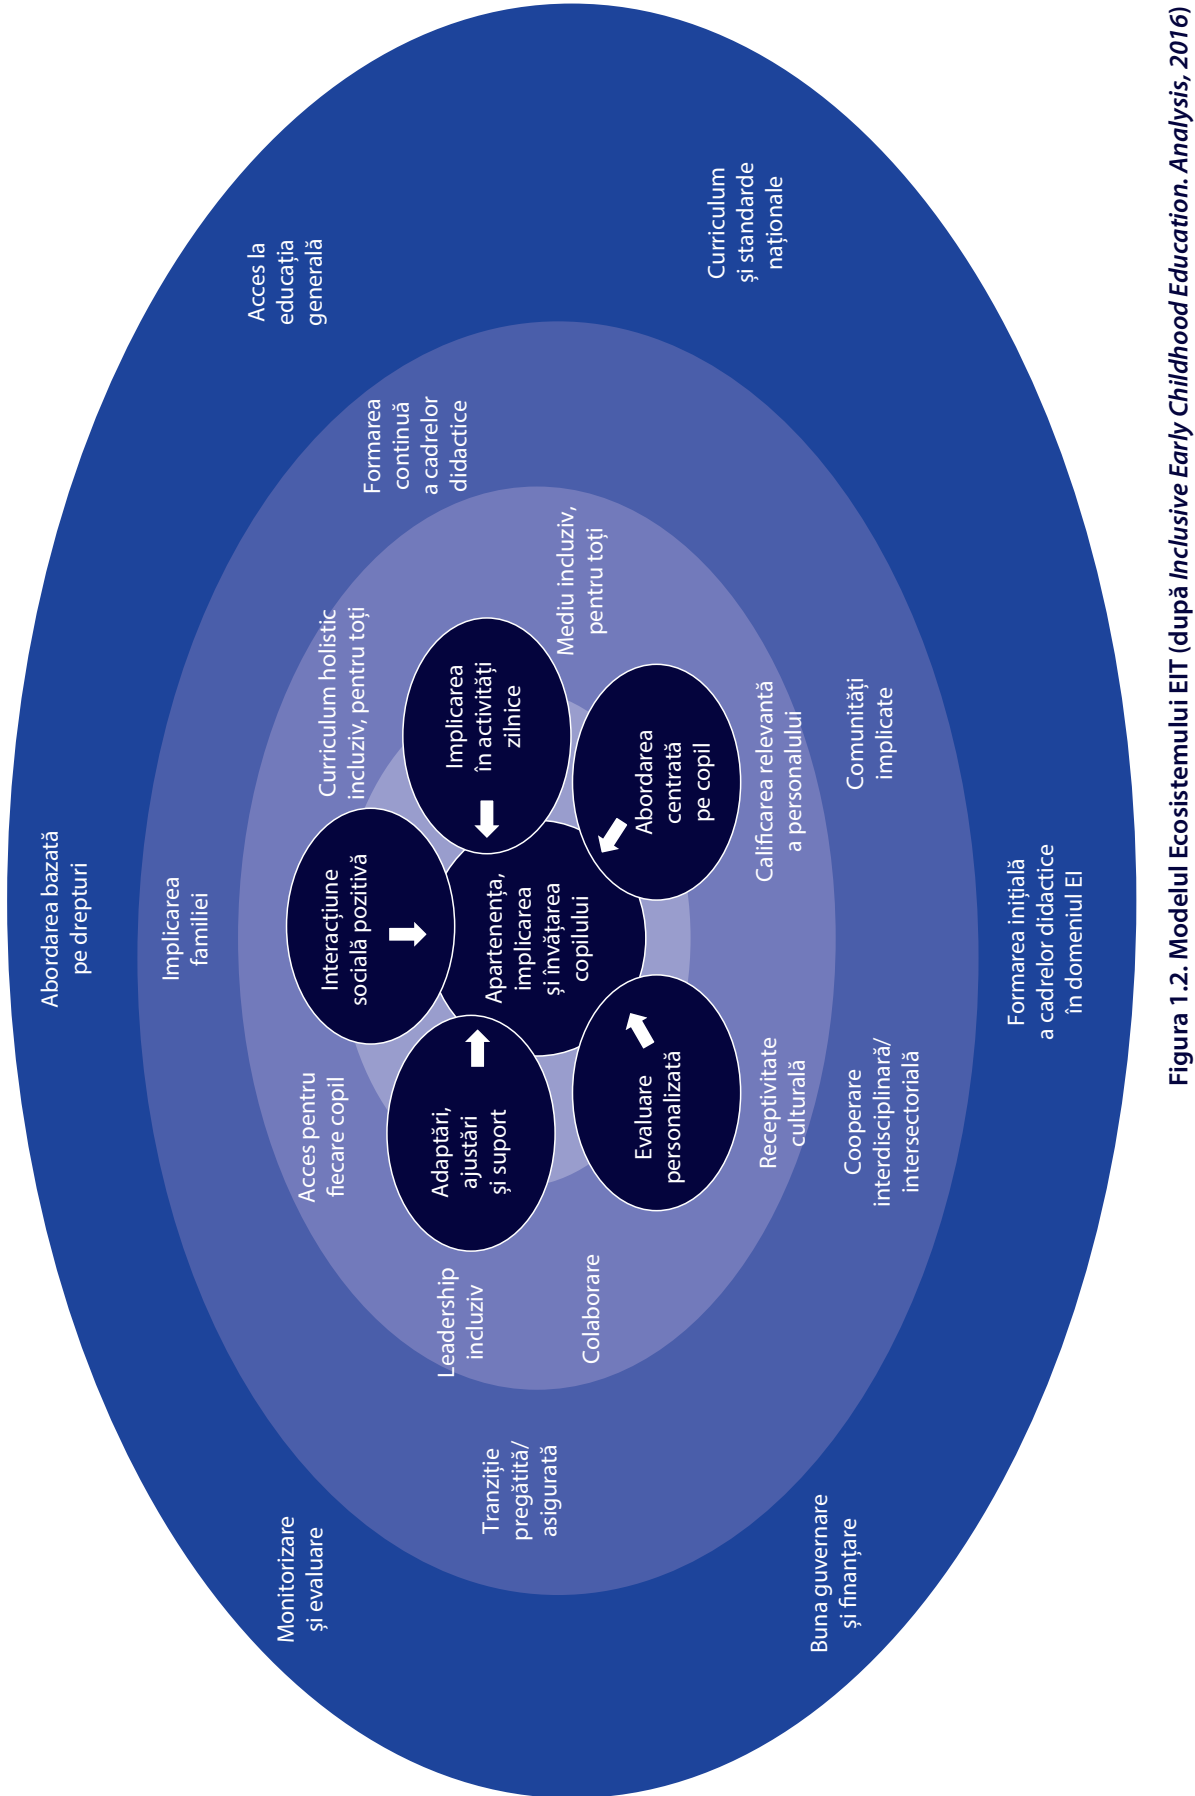 Abordarea bazată
pe drepturi
Monitorizare
și evaluare
Acces la
educația
generală
Implicarea
familiei
Formarea
continuă
a cadrelor
didactice
Acces pentru
fiecare copil
Curriculum holistic
incluziv, pentru toți
Leadership
incluziv
Mediu incluziv,
pentru toți
Interacțiune
socială pozitivă
Adaptări,
ajustări
și suport
Implicarea
în activități
zilnice
Apartenența,
implicarea
și învățarea
copilului
Evaluare
personalizată
Abordarea
centrată
pe copil
Tranziție
pregătită/
asigurată
Colaborare
Receptivitate
culturală
Calificarea relevantă
a personalului
Cooperare
interdisciplinară/
intersectorială
Comunități
implicate
Curriculum
și standarde
naționale
Buna guvernare
și finanțare
Formarea inițială
a cadrelor didactice
în domeniul EI
Figura 1.2. Modelul Ecosistemului EIT (după Inclusive Early Childhood Education. Analysis, 2016)